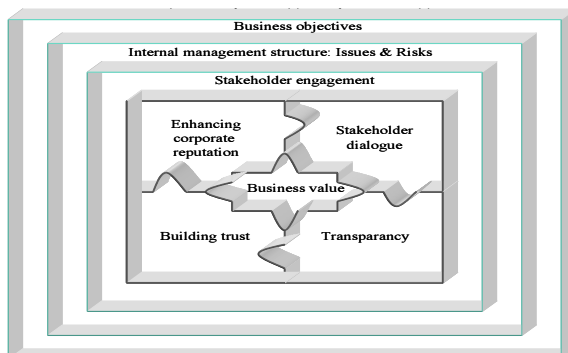 Business objectives
Internal management structure: Issues & Risks
Stakeholder engagement
Enhancing
corporate
reputation
Stakeholder
dialogue
Business value
Building trust
Transparancy